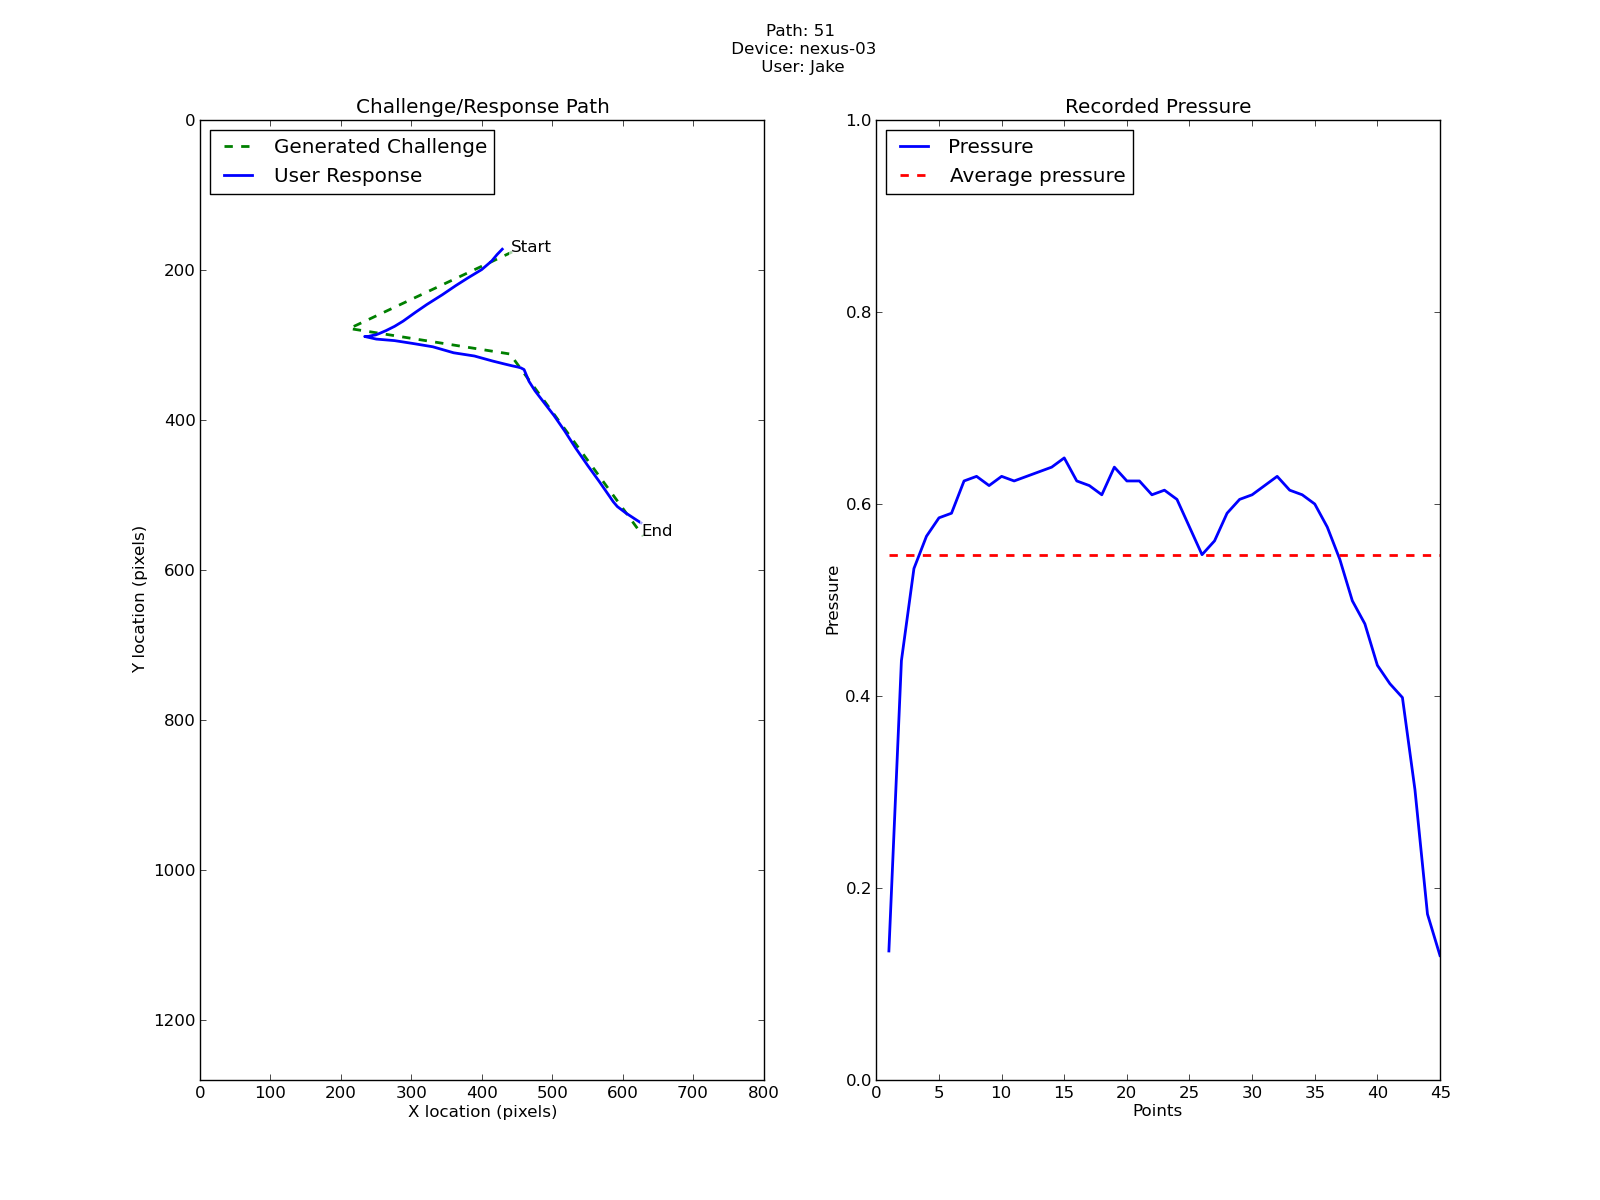 Path: 51
Device: nexus-03
User: Jake
Challenge/Response Path
Generated Challenge
User Response
Start
End
0
200
400
600
800
1000
1200
Y location (pixels)
0 100 200 300 400 500 600 700 800
X location (pixels)
Recorded Pressure
Pressure
Average pressure
1.0
0.8
0.6
0.4
0.2
0.0
Pressure
0 5 10 15 20 25 30 35 40 45
Points